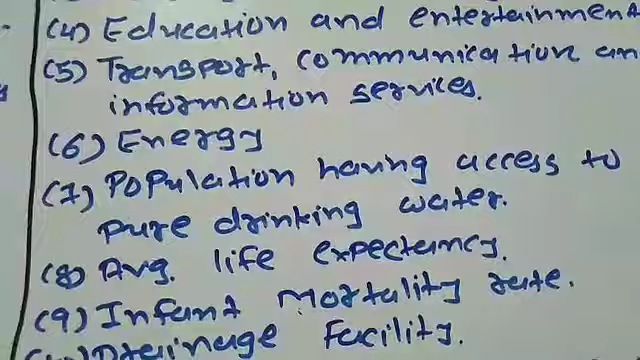 (4) Education and entertainment
(5) Transport, communication an
information services.
(6) Energy
(7) Population having access to
pure drinking water.
(8) Avg. life expectancy.
(9) Infant Mortality rate.
Drainage Facility.